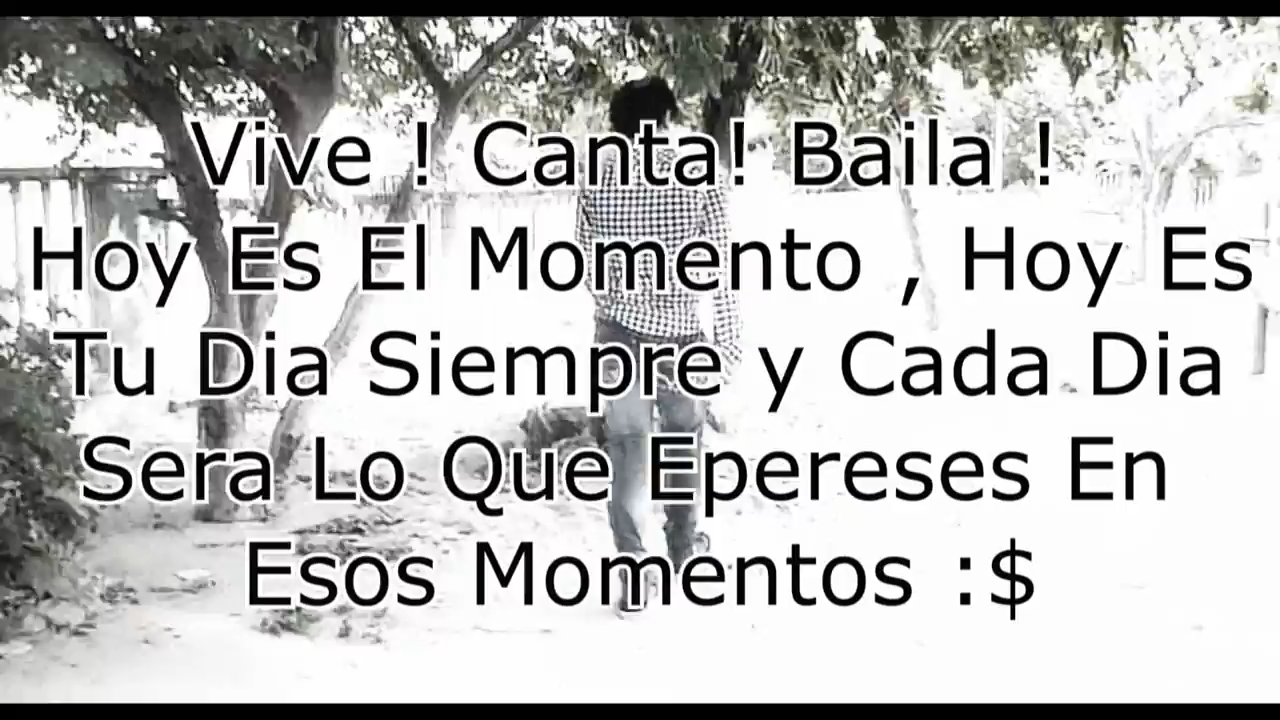 Vive ! Canta! Baila !
Hoy Es El Momento , Hoy Es
Tu Dia Siempre y Cada Dia
Sera Lo Que Epereses En
Esos Momentos :$